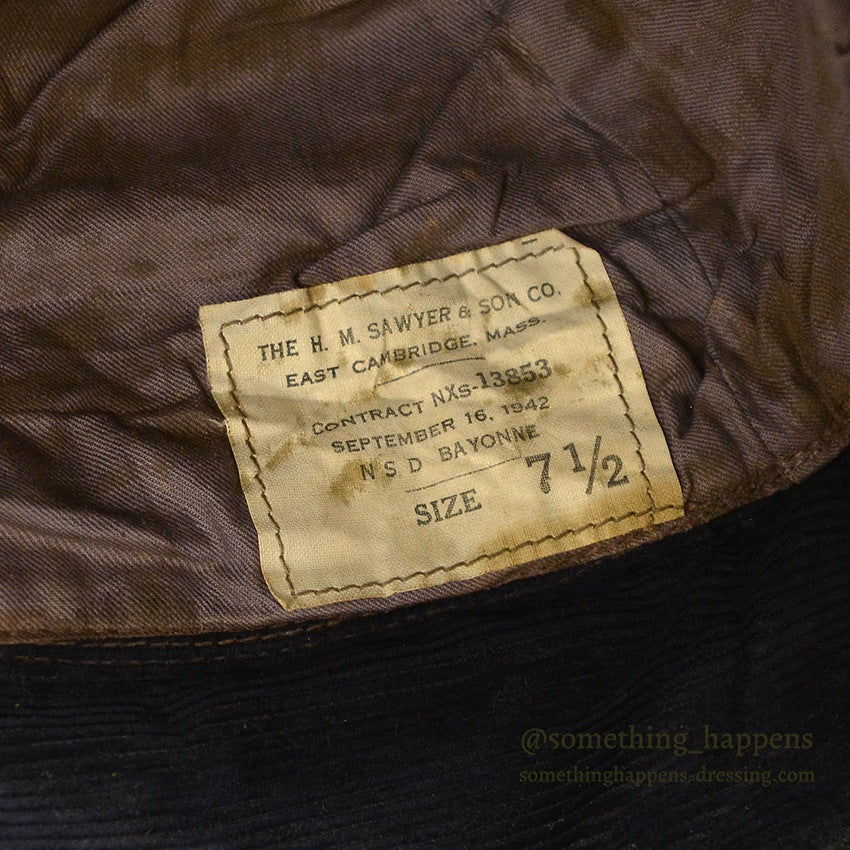 THE H. M. SAWYER & SON CO.
EAST CAMBRIDGE, MASS.
CONTRACT NXs-13853
SEPTEMBER 16, 1942
N S D BAYONNE
SIZE 7 1/2
@something_happens
somethinghappens-dressing.com